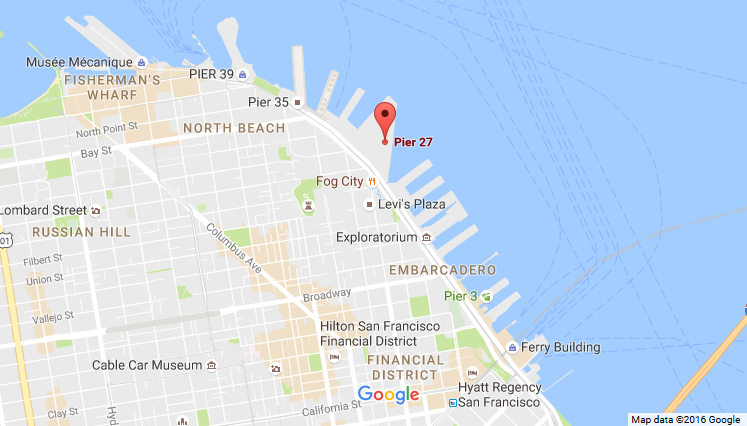 Musée Mécanique
FISHERMAN'S
WHARF
PIER 39
Pier 35
North Point St
NORTH BEACH
Bay St
Pier 27
Fog City
Levi's Plaza
Lombard Street
RUSSIAN HILL
Columbus Ave
01
Exploratorium
Filbert St
Union St
EMBARCADERO
Broadway
Pier 3
Vallejo St
Hilton San Francisco
Financial District
Ferry Building
Cable Car Museum
FINANCIAL
DISTRICT
Hyatt Regency
San Francisco
Google
Clay St
Hyd
California St
Map data ©2016 Google